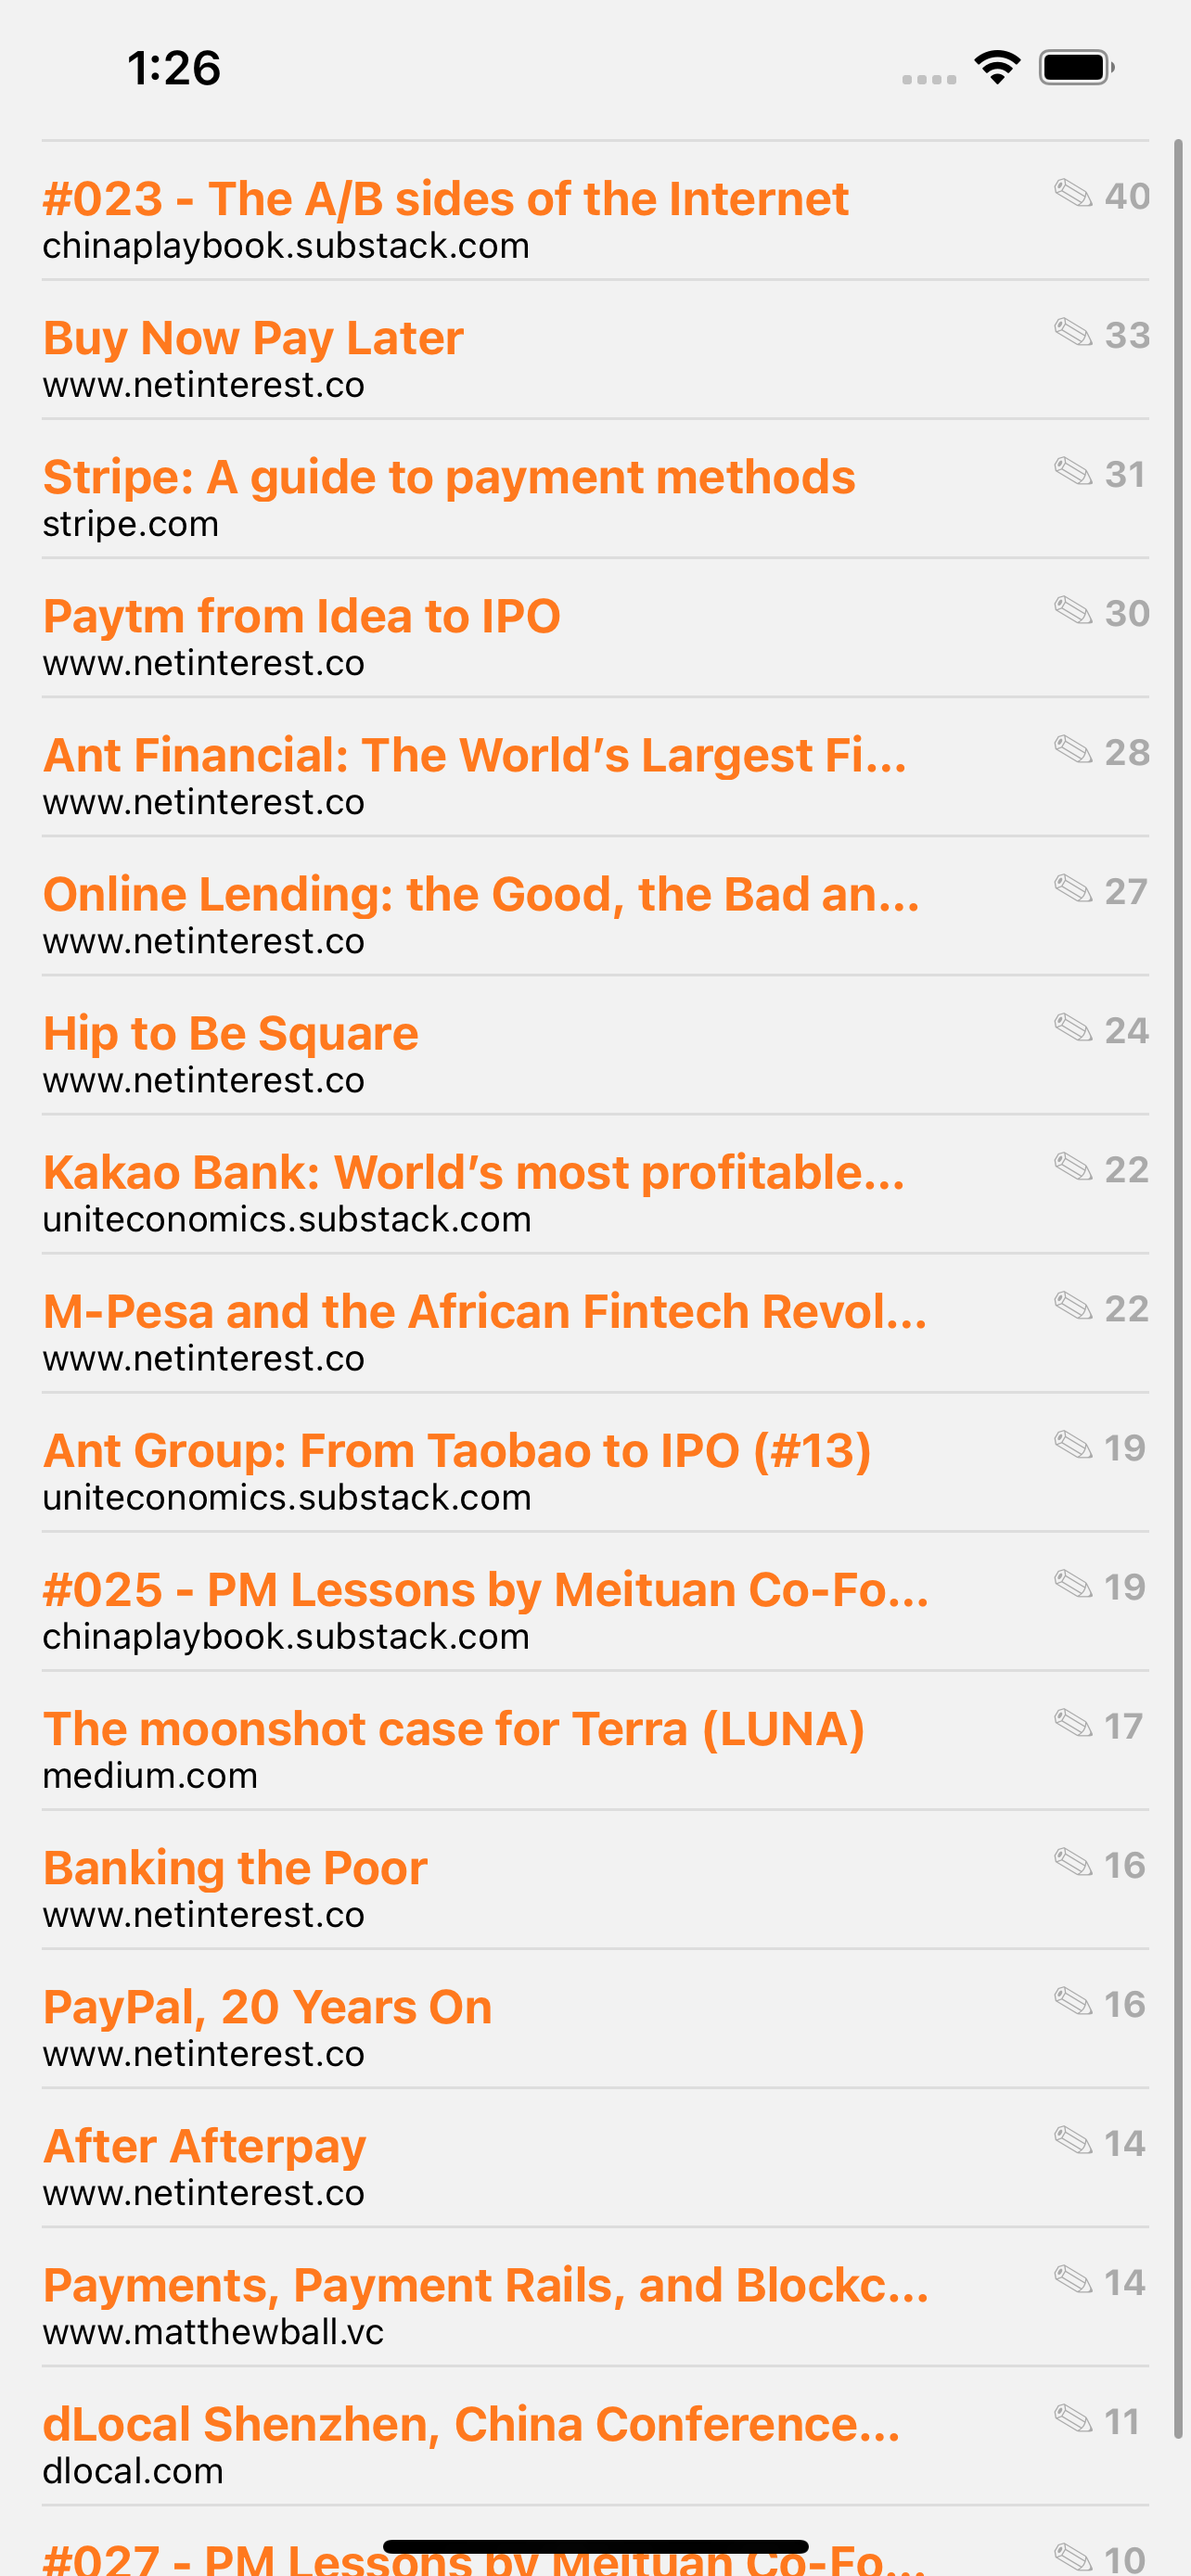 1:26
#023 - The A/B sides of the Internet
40
chinaplaybook.substack.com
Buy Now Pay Later
33
www.netinterest.co
Stripe: A guide to payment methods
31
stripe.com
Paytm from Idea to IPO
30
www.netinterest.co
Ant Financial: The World’s Largest Fi...
28
www.netinterest.co
Online Lending: the Good, the Bad an...
27
www.netinterest.co
Hip to Be Square
24
www.netinterest.co
Kakao Bank: World’s most profitable...
22
uniteconomics.substack.com
M-Pesa and the African Fintech Revol...
22
www.netinterest.co
Ant Group: From Taobao to IPO (#13)
19
uniteconomics.substack.com
#025 - PM Lessons by Meituan Co-Fo...
19
chinaplaybook.substack.com
The moonshot case for Terra (LUNA)
17
medium.com
Banking the Poor
16
www.netinterest.co
PayPal, 20 Years On
16
www.netinterest.co
After Afterpay
14
www.netinterest.co
Payments, Payment Rails, and Blockc...
14
www.matthewball.vc
dLocal Shenzhen, China Conference...
11
dlocal.com
#027 - PM Lessons by Meituan Co-Fo...
10